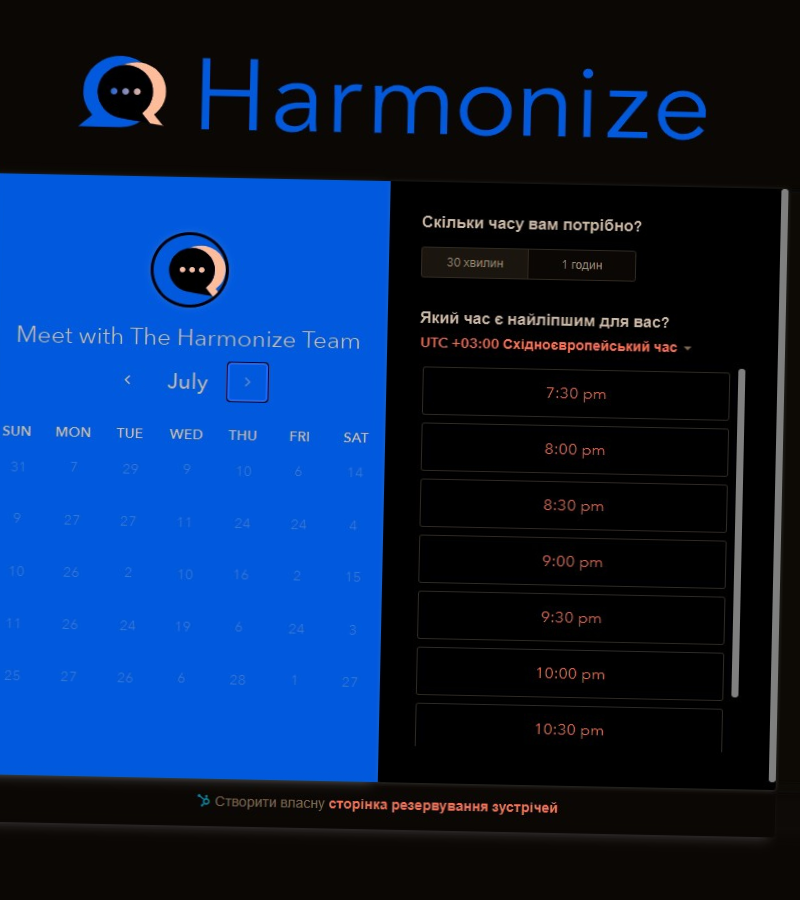 Harmonize
Meet with The Harmonize Team
July
SUN MON TUE WED THU FRI SAT
31 7 29 9 10 6 14
9 27 27 11 24 24 4
10 26 2 10 16 2 15
11 26 24 19 6 24 3
25 27 26 6 28 1 27
Скільки часу вам потрібно?
30 хвилин 1 годин
Який час є найліпшим для вас?
UTC +03:00 Східноєвропейський час
7:30 pm
8:00 pm
8:30 pm
9:00 pm
9:30 pm
10:00 pm
10:30 pm
Створити власну сторінка резервування зустрічей